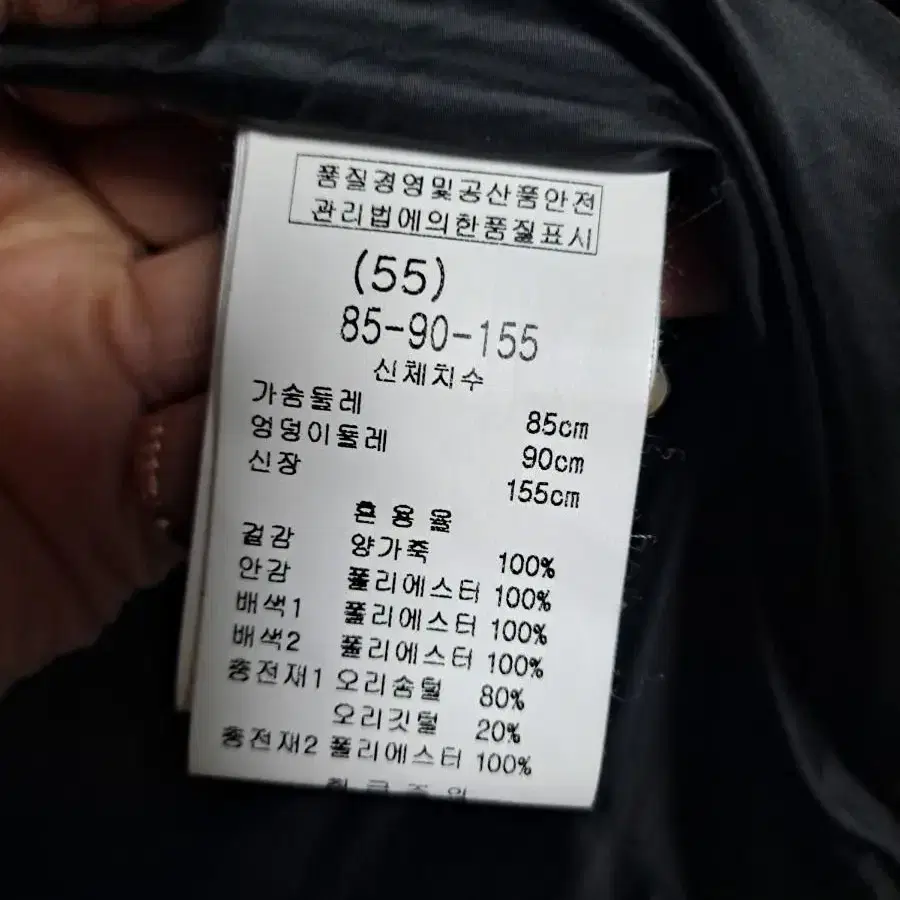 품질경영및공산품안전
관리법에의한품질표시
(55)
85-90-155
신체치수
가슴둘레 85cm
엉덩이둘레 90cm
신장 155cm
혼용율
겉감 양가죽 100%
안감 폴리에스터 100%
배색1 폴리에스터 100%
배색2 폴리에스터 100%
충전재1 오리솜털 80%
오리깃털 20%
충전재2 폴리에스터 100%